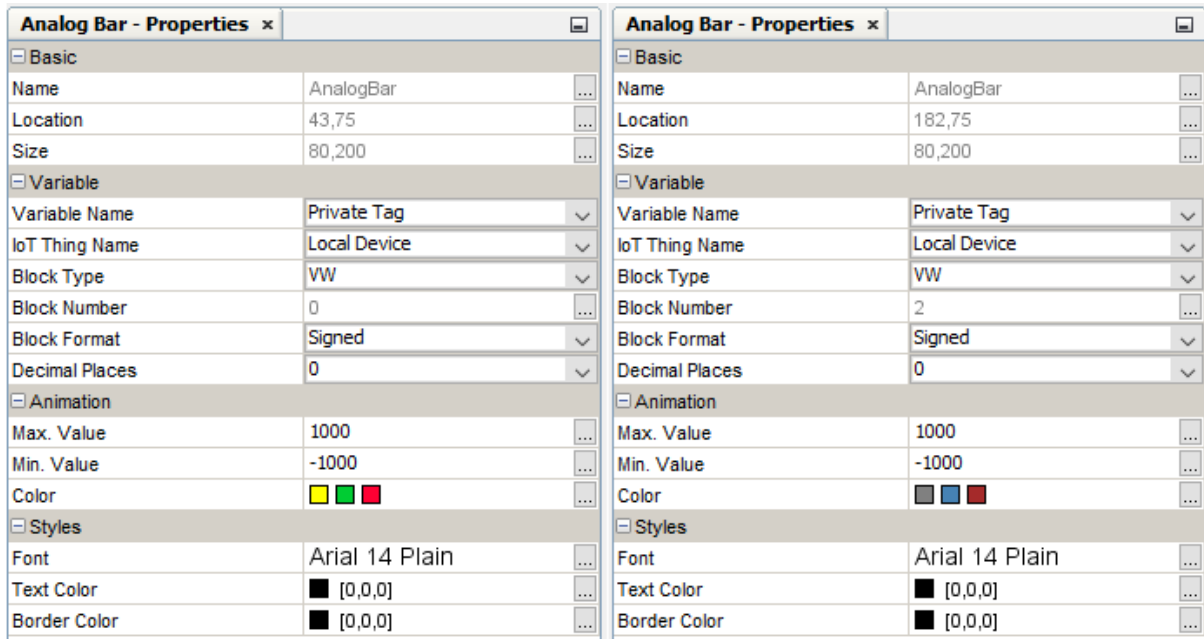 Analog Bar - Properties ×
Basic
Name AnalogBar ...
Location 43,75 ...
Size 80,200 ...
Variable
Variable Name Private Tag
IoT Thing Name Local Device
Block Type VW
Block Number 0 ...
Block Format Signed
Decimal Places 0
Animation
Max. Value 1000 ...
Min. Value -1000 ...
Color ...
Styles
Font Arial 14 Plain ...
Text Color [0,0,0] ...
Border Color [0,0,0] ...
Analog Bar - Properties ×
Basic
Name AnalogBar ...
Location 182,75 ...
Size 80,200 ...
Variable
Variable Name Private Tag
IoT Thing Name Local Device
Block Type VW
Block Number 2 ...
Block Format Signed
Decimal Places 0
Animation
Max. Value 1000 ...
Min. Value -1000 ...
Color ...
Styles
Font Arial 14 Plain ...
Text Color [0,0,0] ...
Border Color [0,0,0] ...